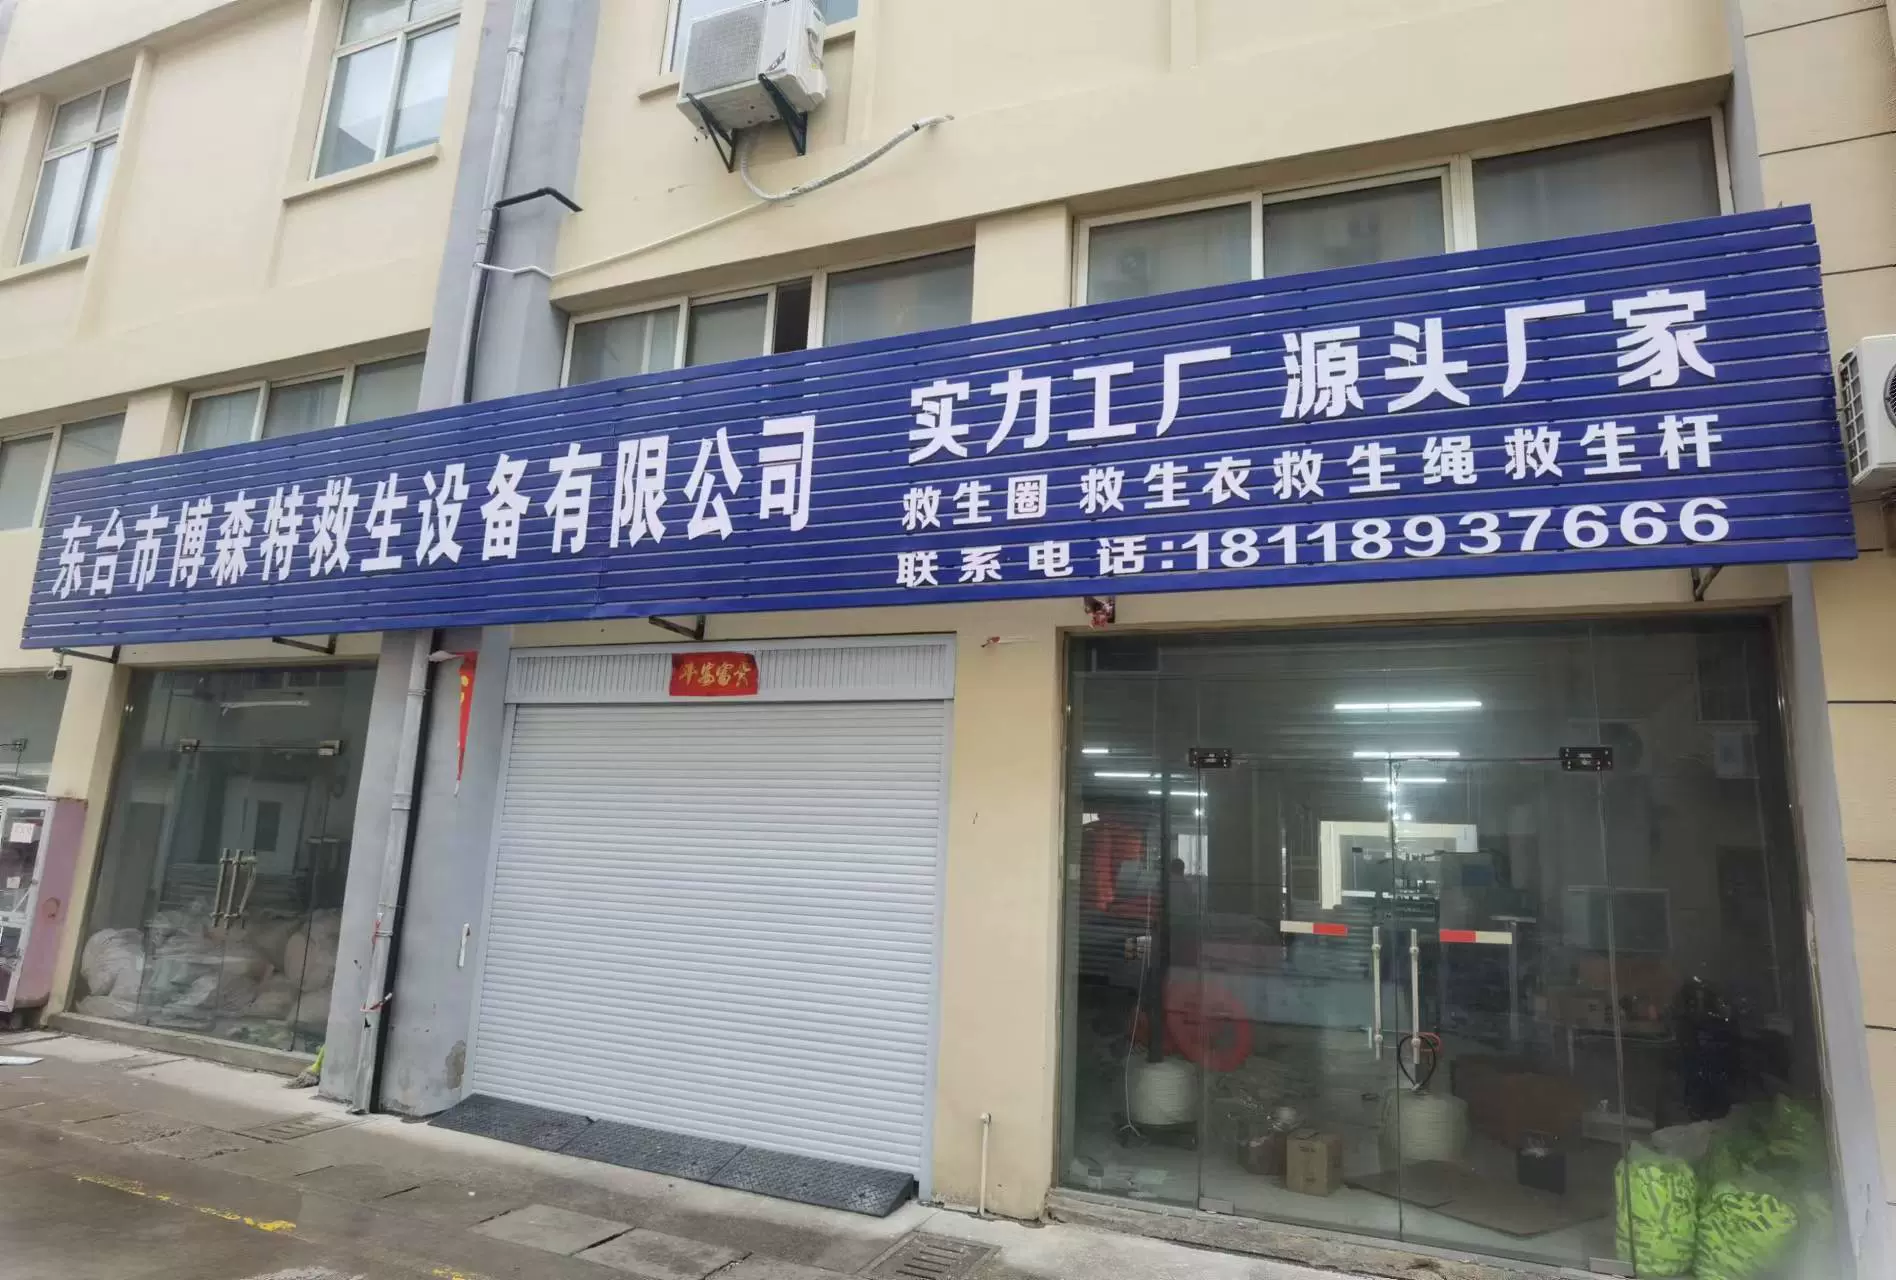 东台市博森特救生设备有限公司
实力工厂 源头厂家
救生圈 救生衣 救生绳 救生杆
联系电话:18118937666